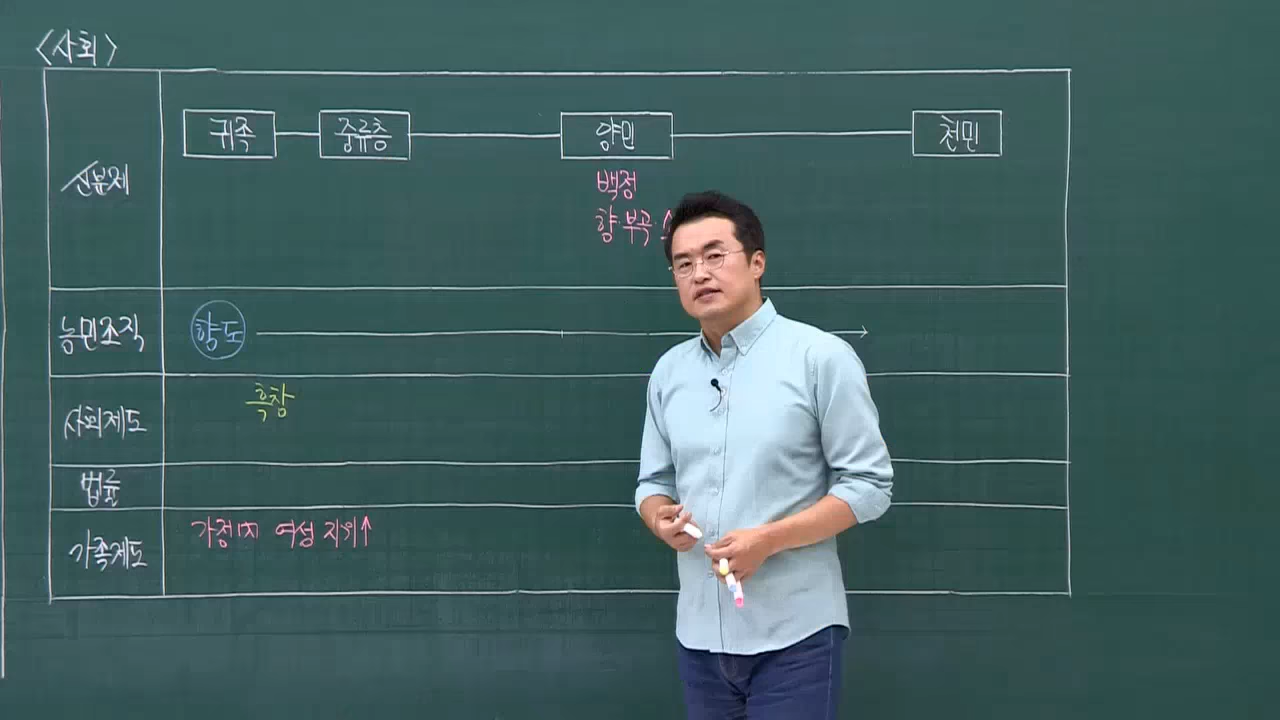 <사회>
신분제
귀족 중류층 양민 천민
백정
향·부곡·
농민조직
향도
사회제도
흑창
법률
가족제도
가정내 여성 지위↑